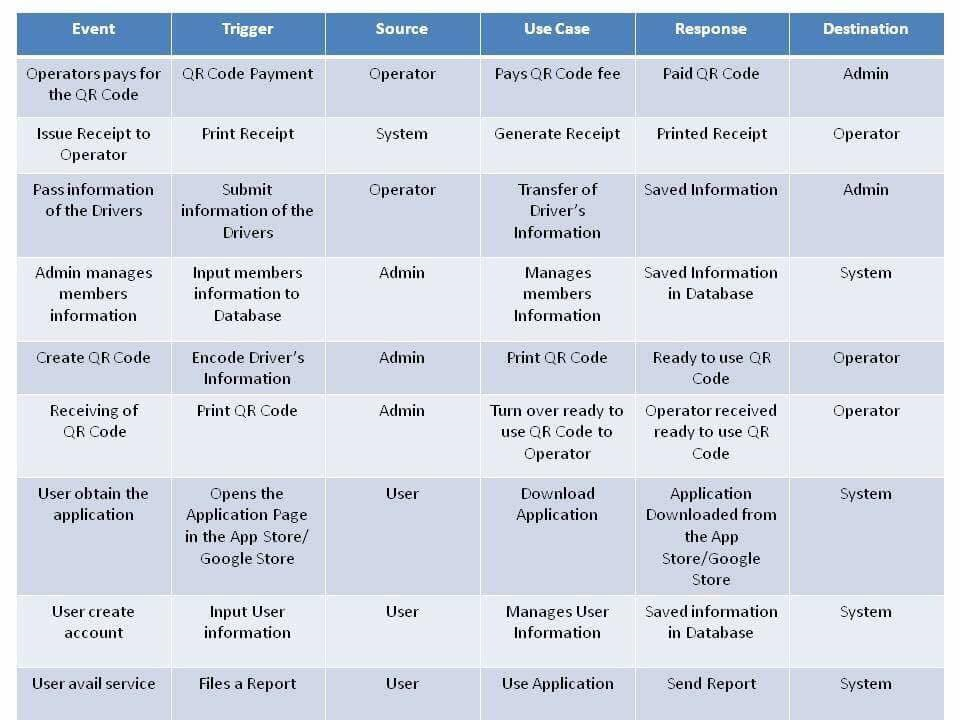 Event Trigger Source Use Case Response Destination
Operators pays for the QR Code QR Code Payment Operator Pays QR Code fee Paid QR Code Admin
Issue Receipt to Operator Print Receipt System Generate Receipt Printed Receipt Operator
Pass information of the Drivers Submit information of the Drivers Operator Transfer of Driver's Information Saved Information Admin
Admin manages members information Input members information to Database Admin Manages members Information Saved Information in Database System
Create QR Code Encode Driver's Information Admin Print QR Code Ready to use QR Code Operator
Receiving of QR Code Print QR Code Admin Turn over ready to use QR Code to Operator Operator received ready to use QR Code Operator
User obtain the application Opens the Application Page in the App Store/ Google Store User Download Application Application Downloaded from the App Store/Google Store System
User create account Input User information User Manages User Information Saved information in Database System
User avail service Files a Report User Use Application Send Report System